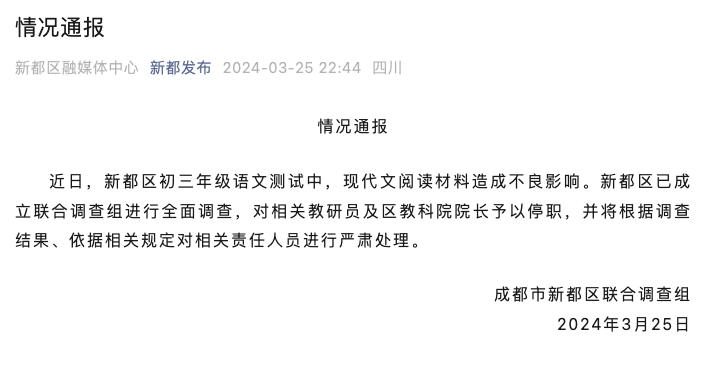 情况通报
新都区融媒体中心 新都发布 2024-03-25 22:44 四川
情况通报
近日，新都区初三年级语文测试中，现代文阅读材料造成不良影响。新都区已成
立联合调查组进行全面调查，对相关教研员及区教科院院长予以停职，并将根据调查
结果、依据相关规定对相关责任人员进行严肃处理。
成都市新都区联合调查组
2024年3月25日